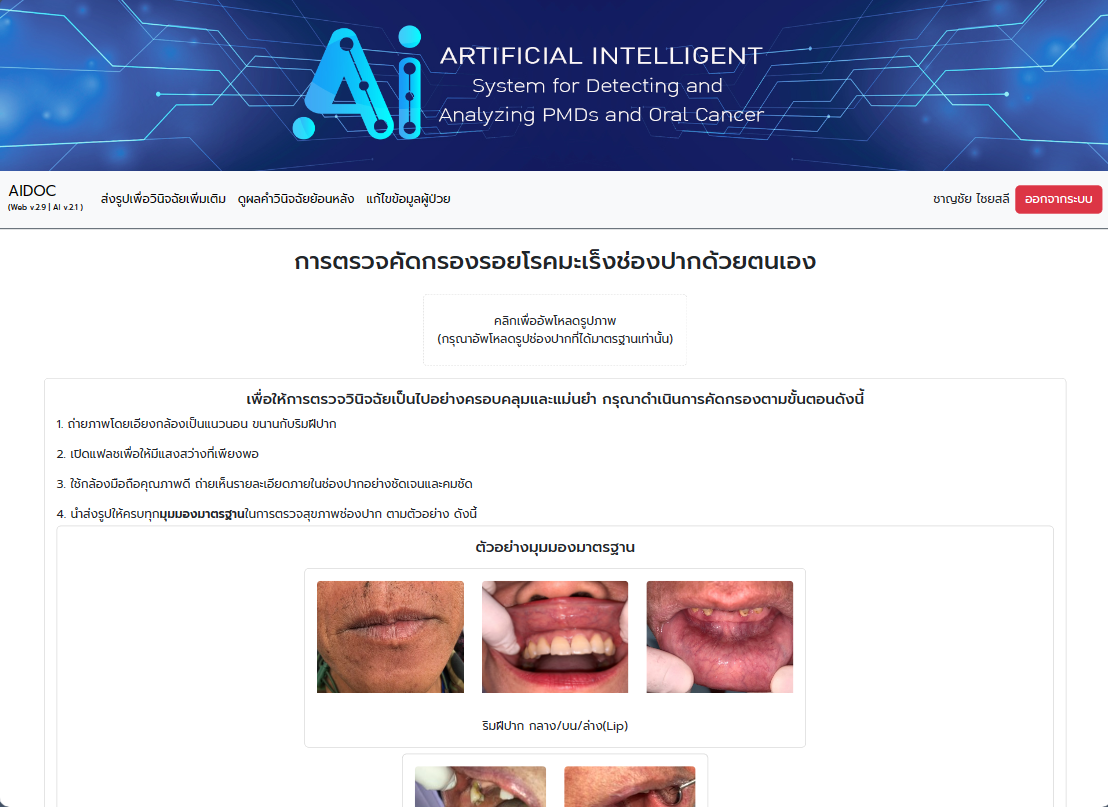 Ai
ARTIFICIAL INTELLIGENT
System for Detecting and
Analyzing PMDs and Oral Cancer
AIDOC
(Web v.2.9 | AI v.2.1 )
ส่งรูปเพื่อวินิจฉัยเพิ่มเติม ดูผลคำวินิจฉัยย้อนหลัง แก้ไขข้อมูลผู้ป่วย
ชาญชัย ไชยสลี ออกจากระบบ
การตรวจคัดกรองรอยโรคมะเร็งช่องปากด้วยตนเอง
คลิกเพื่ออัพโหลดรูปภาพ
(กรุณาอัพโหลดรูปช่องปากที่ได้มาตรฐานเท่านั้น)
เพื่อให้การตรวจวินิจฉัยเป็นไปอย่างครอบคลุมและแม่นยำ กรุณาดำเนินการคัดกรองตามขั้นตอนดังนี้
1. ถ่ายภาพโดยเอียงกล้องเป็นแนวนอน ขนานกับริมฝีปาก
2. เปิดแฟลชเพื่อให้มีแสงสว่างที่เพียงพอ
3. ใช้กล้องมือถือคุณภาพดี ถ่ายเห็นรายละเอียดภายในช่องปากอย่างชัดเจนและคมชัด
4. นำส่งรูปให้ครบทุกมุมมองมาตรฐานในการตรวจสุขภาพช่องปาก ตามตัวอย่าง ดังนี้
ตัวอย่างมุมมองมาตรฐาน
ริมฝีปาก กลาง/บน/ล่าง(Lip)